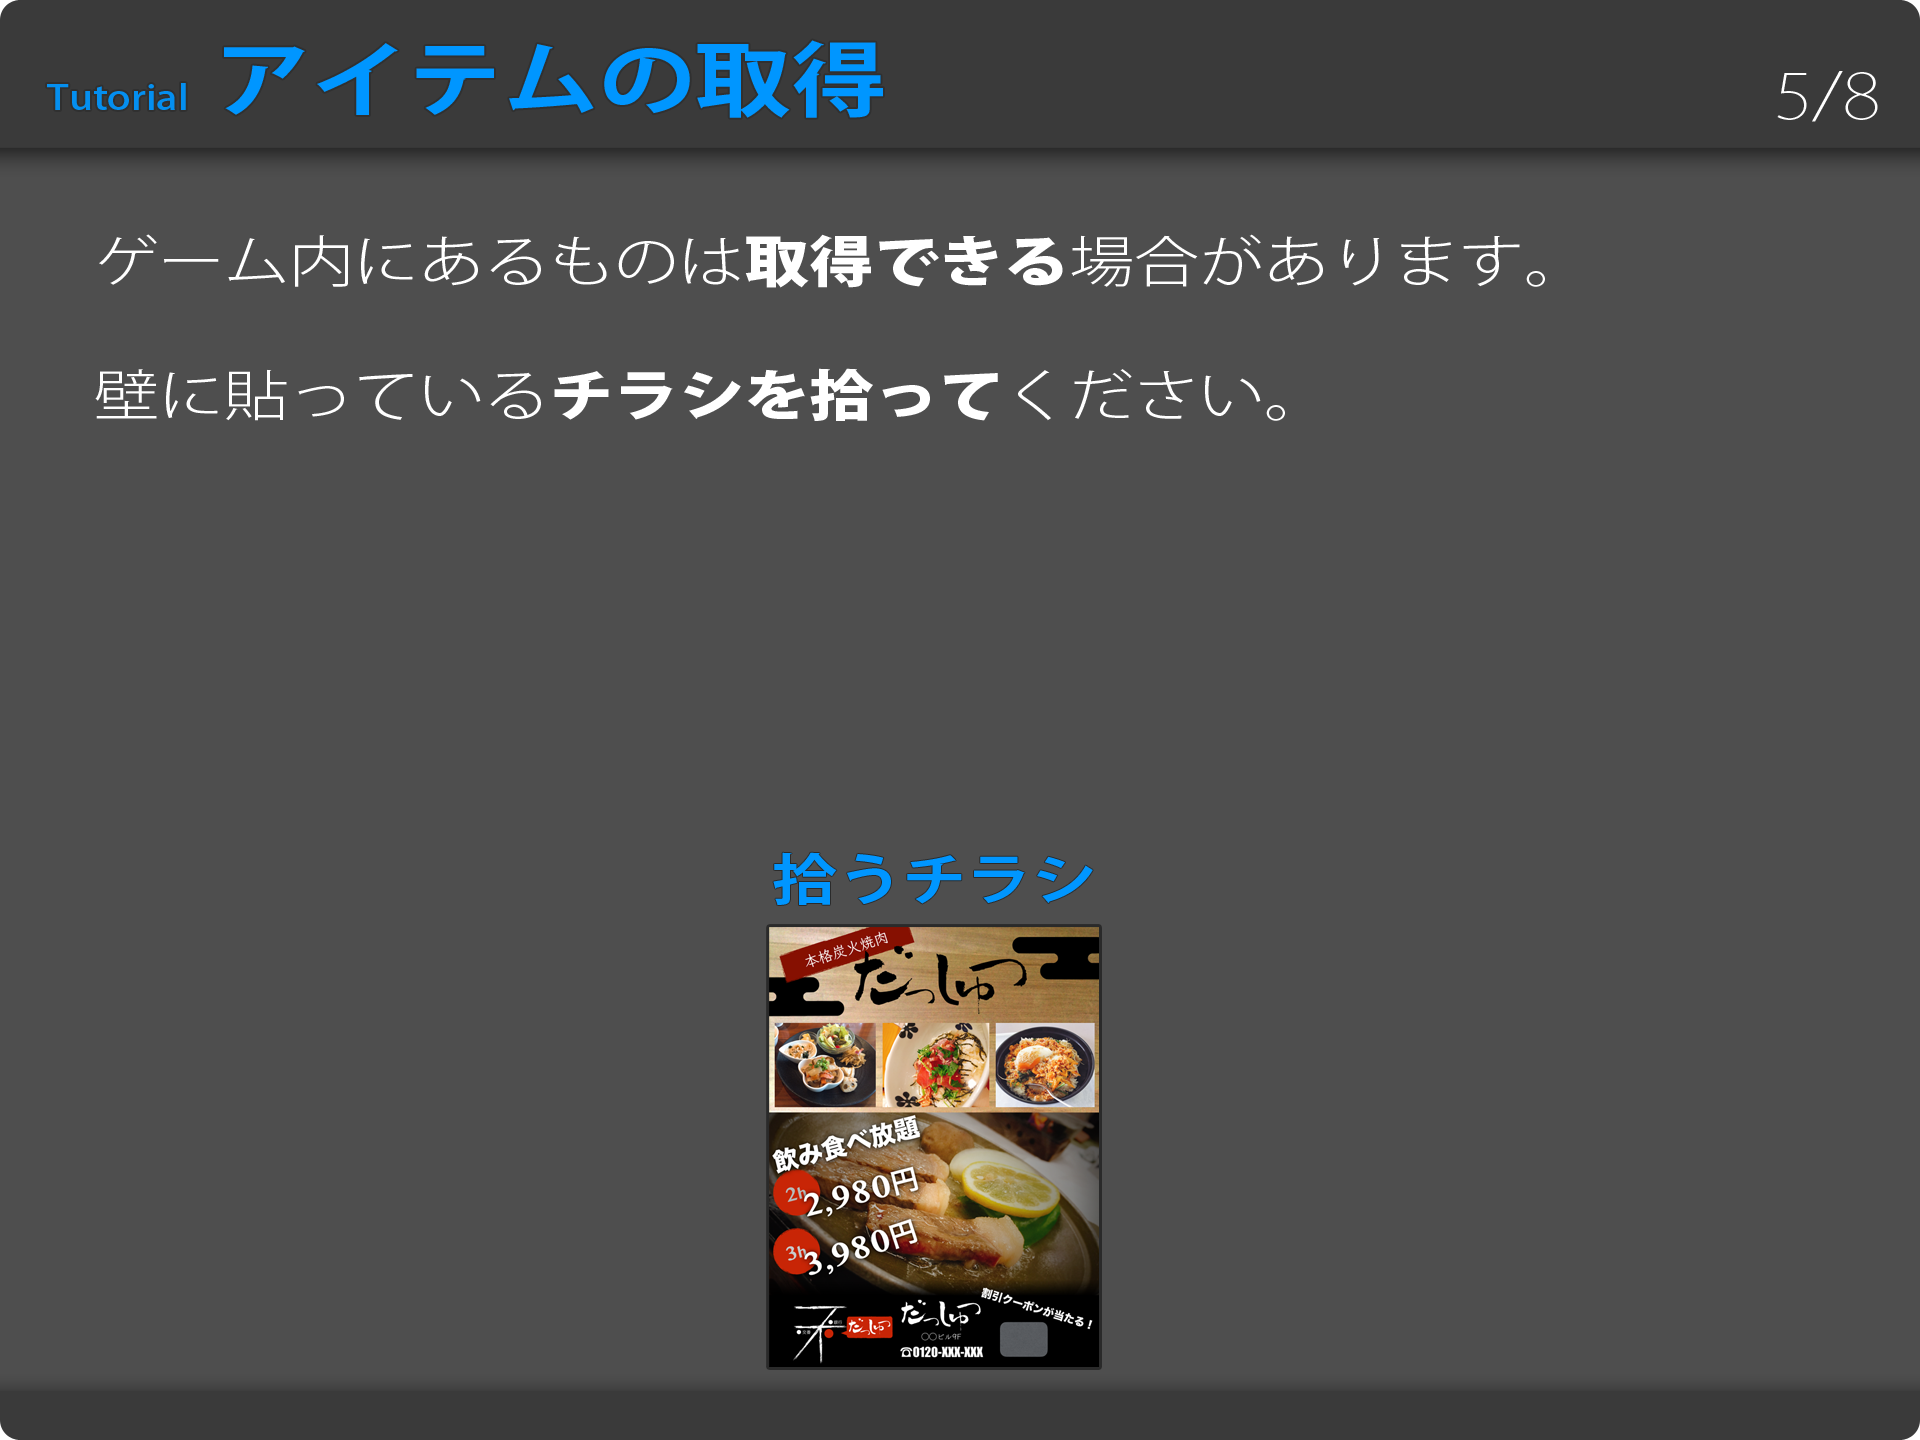 Tutorial アイテムの取得
5/8
ゲーム内にあるものは取得できる場合があります。
壁に貼っているチラシを拾ってください。
拾うチラシ
本格炭火焼肉
だっしゅつ
飲み食べ放題
2h 2,980円
3h 3,980円
割引クーポンが当たる！
だっしゅつ
だっしゅつ
〇〇ビル9F
☎0120-XXX-XXX